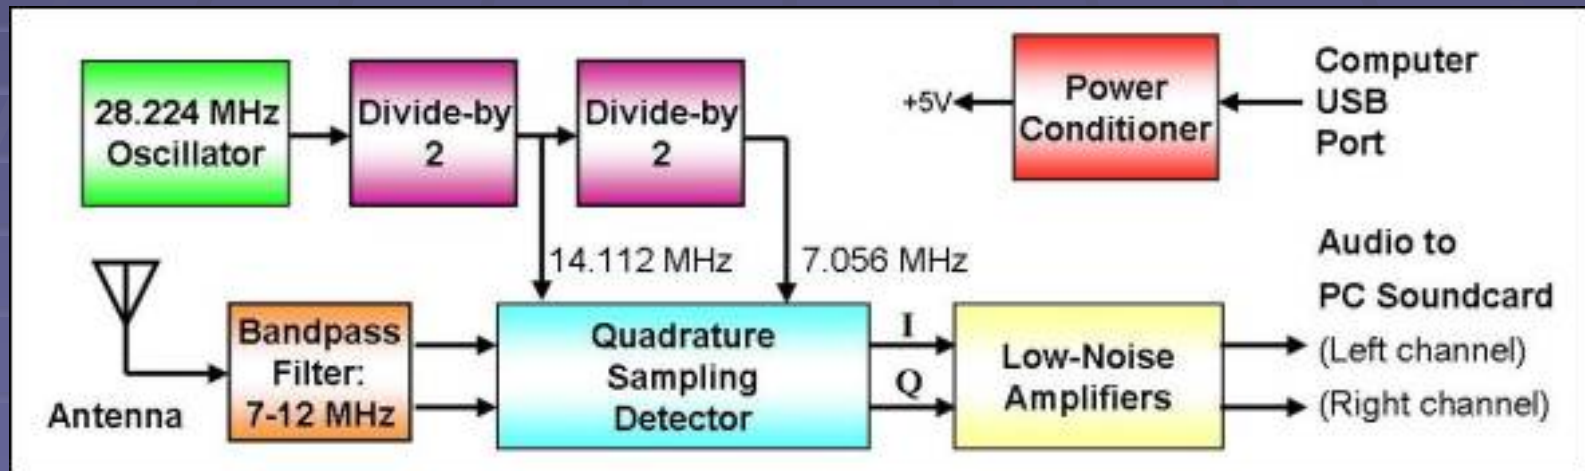 28.224 MHz
Oscillator
Divide-by
2
Divide-by
2
+5V
Power
Conditioner
Computer
USB
Port
14.112 MHz
7.056 MHz
Antenna
Bandpass
Filter:
7-12 MHz
Quadrature
Sampling
Detector
I
Q
Low-Noise
Amplifiers
Audio to
PC Soundcard
(Left channel)
(Right channel)